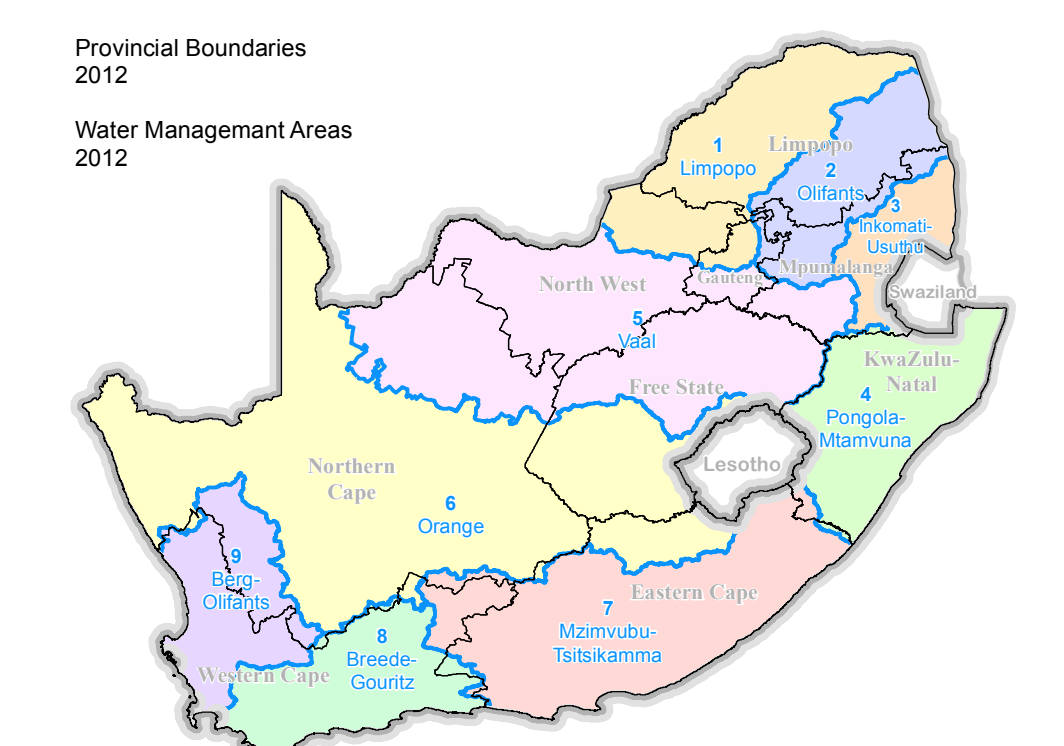 Provincial Boundaries
2012
Water Managemant Areas
2012
1
Limpopo
Limpopo
2
Olifants
3
Inkomati-
Usuthu
Mpumalanga
Gauteng
North West
Swaziland
5
Vaal
KwaZulu-
Natal
Free State
4
Pongola-
Mtamvuna
Lesotho
Northern
Cape
6
Orange
9
Berg-
Olifants
Eastern Cape
7
Mzimvubu-
Tsitsikamma
8
Breede-
Gouritz
Western Cape